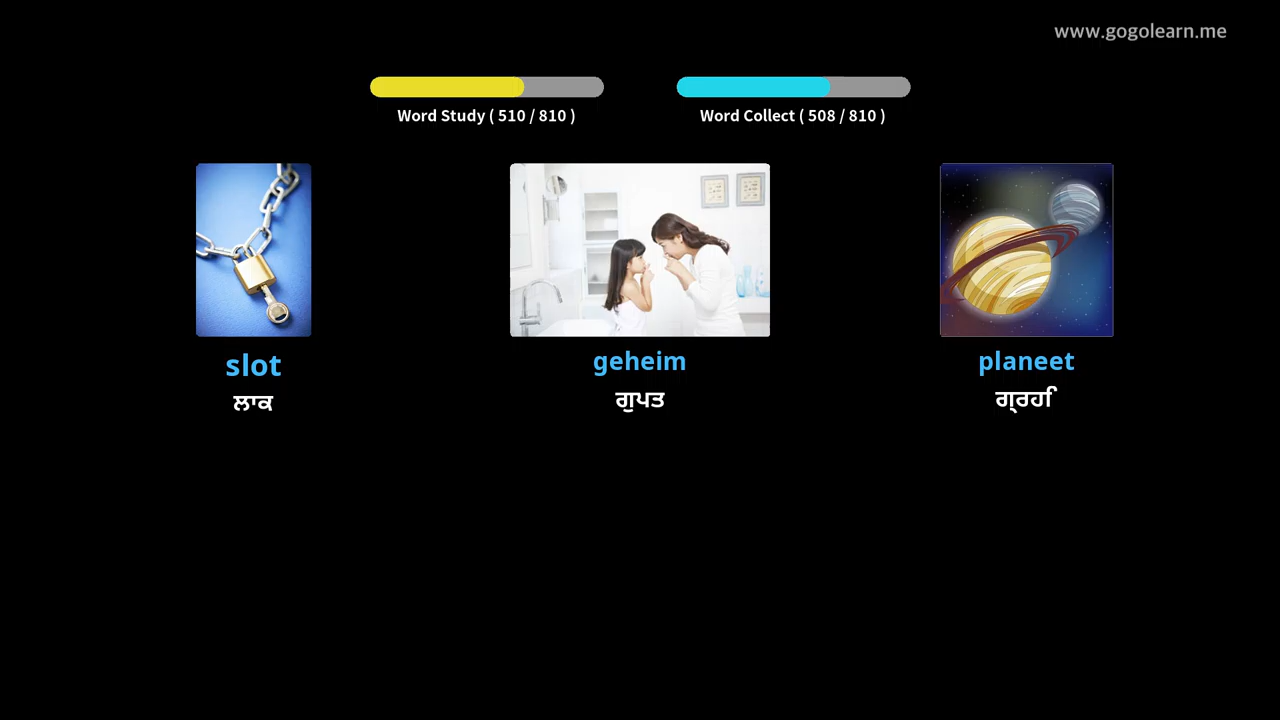 www.gogolearn.me
Word Study ( 510 / 810 )
Word Collect ( 508 / 810 )
slot
geheim
planeet
ਲਾਕ
ਗੁਪਤ
ਗ੍ਰਹਿ